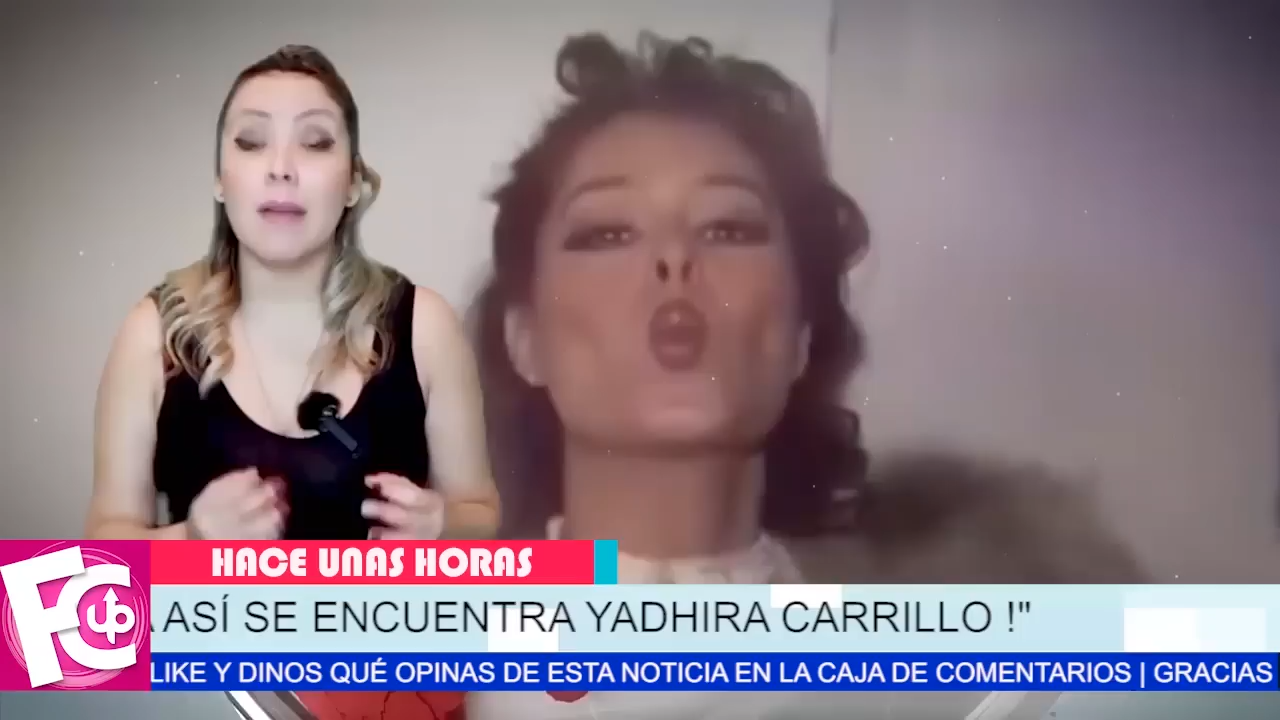 HACE UNAS HORAS
FC up
ASÍ SE ENCUENTRA YADHIRA CARRILLO !"
LIKE Y DINOS QUÉ OPINAS DE ESTA NOTICIA EN LA CAJA DE COMENTARIOS | GRACIAS